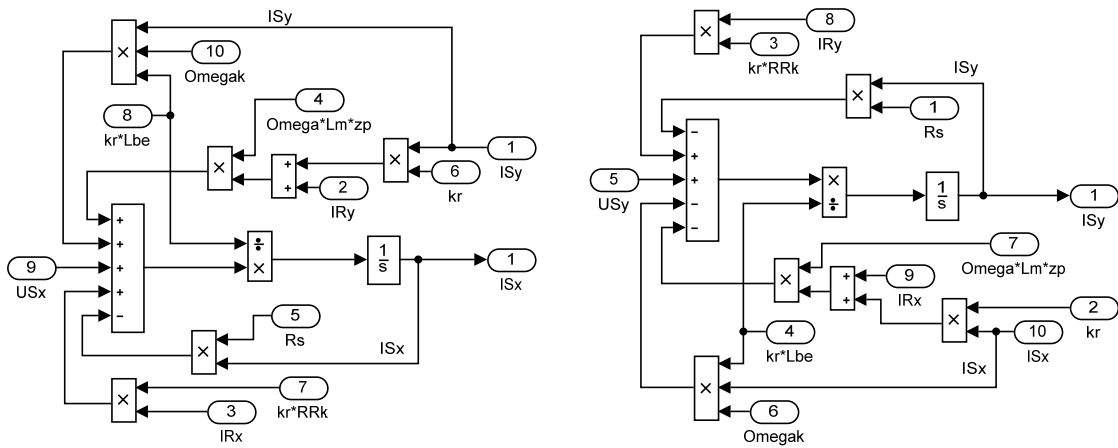 ISy
×
10
Omegak
8
kr*Lbe
4
Omega*Lm*zp
×
+
+
×
1
ISy
2
IRy
6
kr
+
+
+
+
−
9
USx
÷
×
1
s
1
ISx
5
Rs
×
ISx
×
7
kr*RRk
3
IRx
×
8
IRy
3
kr*RRk
ISy
×
1
Rs
−
+
+
−
−
5
USy
×
÷
1
s
1
ISy
7
Omega*Lm*zp
×
+
+
9
IRx
×
2
kr
4
kr*Lbe
10
ISx
ISx
×
6
Omegak